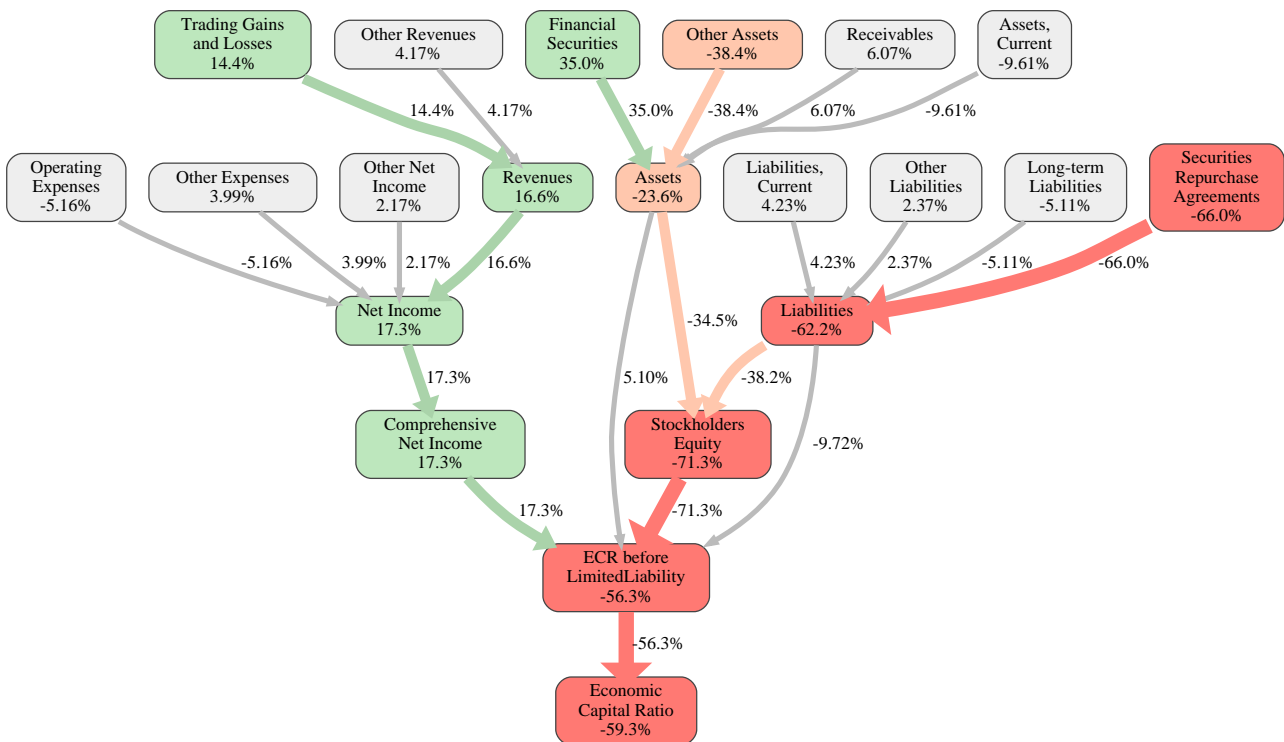 Trading Gains
and Losses
14.4%
Other Revenues
4.17%
Financial
Securities
35.0%
Other Assets
-38.4%
Receivables
6.07%
Assets,
Current
-9.61%
14.4%
4.17%
35.0%
-38.4%
6.07%
-9.61%
Operating
Expenses
-5.16%
Other Expenses
3.99%
Other Net
Income
2.17%
Revenues
16.6%
Assets
-23.6%
Liabilities,
Current
4.23%
Other
Liabilities
2.37%
Long-term
Liabilities
-5.11%
Securities
Repurchase
Agreements
-66.0%
-5.16%
3.99%
2.17%
16.6%
4.23%
2.37%
-5.11%
-66.0%
Net Income
17.3%
-34.5%
Liabilities
-62.2%
17.3%
5.10%
-38.2%
Comprehensive
Net Income
17.3%
Stockholders
Equity
-71.3%
-9.72%
17.3%
-71.3%
ECR before
LimitedLiability
-56.3%
-56.3%
Economic
Capital Ratio
-59.3%